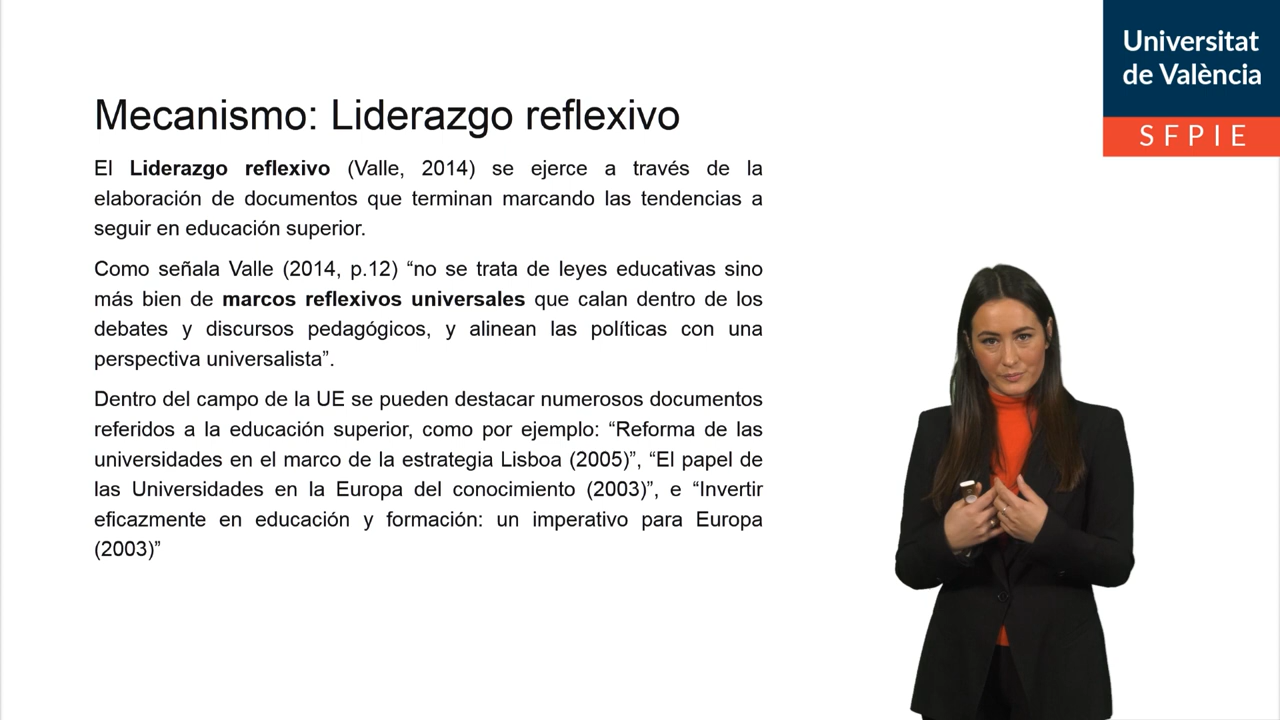 Universitat
de València
SFPIE
Mecanismo: Liderazgo reflexivo
El Liderazgo reflexivo (Valle, 2014) se ejerce a través de la
elaboración de documentos que terminan marcando las tendencias a
seguir en educación superior.
Como señala Valle (2014, p.12) “no se trata de leyes educativas sino
más bien de marcos reflexivos universales que calan dentro de los
debates y discursos pedagógicos, y alinean las políticas con una
perspectiva universalista”.
Dentro del campo de la UE se pueden destacar numerosos documentos
referidos a la educación superior, como por ejemplo: “Reforma de las
universidades en el marco de la estrategia Lisboa (2005)”, “El papel de
las Universidades en la Europa del conocimiento (2003)”, e “Invertir
eficazmente en educación y formación: un imperativo para Europa
(2003)”